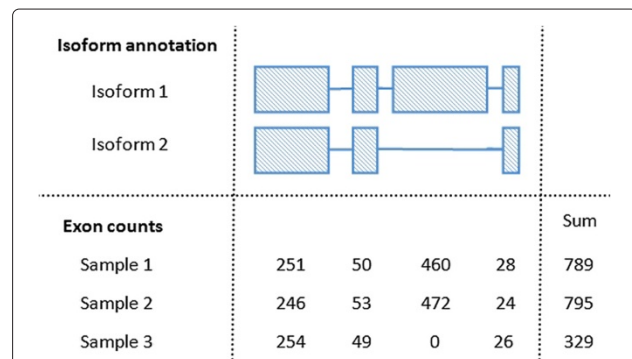 Isoform annotation
Isoform 1
Isoform 2
Exon counts Sum
Sample 1 251 50 460 28 789
Sample 2 246 53 472 24 795
Sample 3 254 49 0 26 329